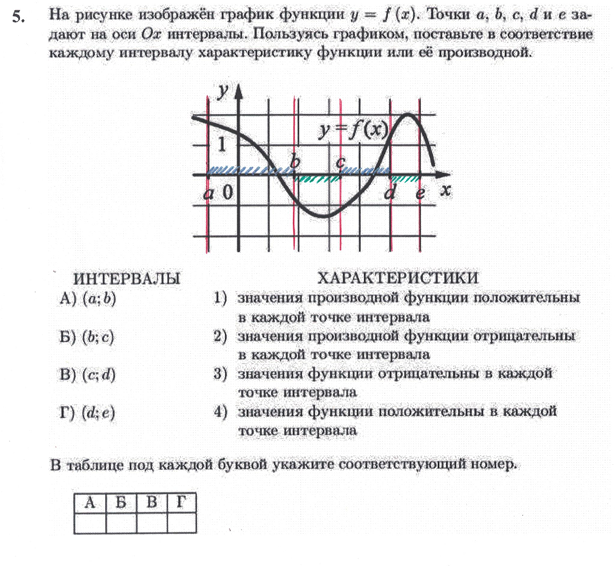 5. На рисунке изображён график функции y = f (x). Точки a, b, c, d и e за-
дают на оси Ox интервалы. Пользуясь графиком, поставьте в соответствие
каждому интервалу характеристику функции или её производной.
y
y = f(x)
1
b c
a 0 d e x
ИНТЕРВАЛЫ ХАРАКТЕРИСТИКИ
А) (a; b) 1) значения производной функции положительны
в каждой точке интервала
Б) (b; c) 2) значения производной функции отрицательны
в каждой точке интервала
В) (c; d) 3) значения функции отрицательны в каждой
точке интервала
Г) (d; e) 4) значения функции положительны в каждой
точке интервала
В таблице под каждой буквой укажите соответствующий номер.
А Б В Г